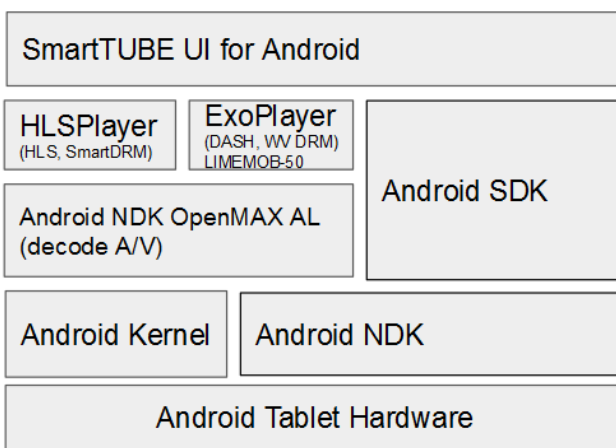 SmartTUBE UI for Android
HLSPlayer
(HLS, SmartDRM)
ExoPlayer
(DASH, WV DRM)
LIMEMOB-50
Android SDK
Android NDK OpenMAX AL
(decode A/V)
Android Kernel
Android NDK
Android Tablet Hardware